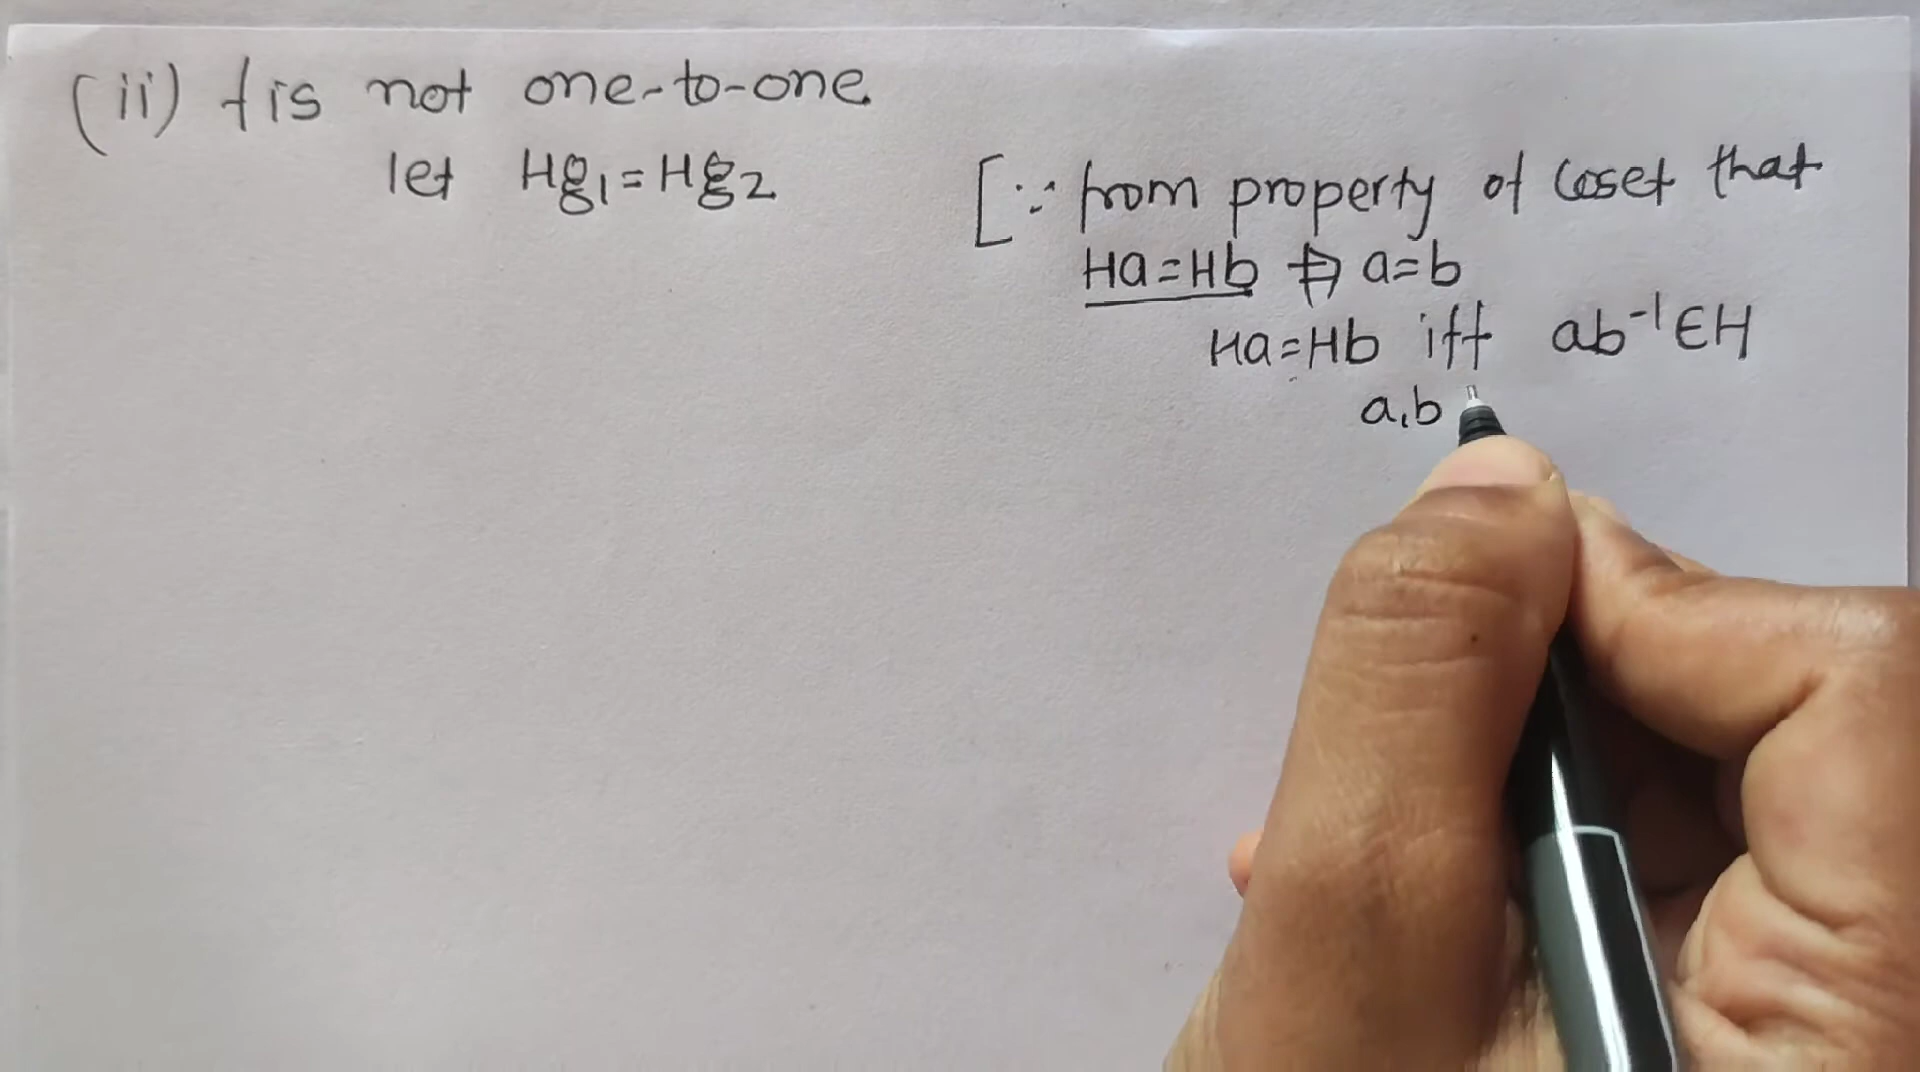 (ii) f is not one-to-one.
let Hg₁=Hg₂
[∵ from property of Coset that
Ha=Hb ⇏ a=b
Ha=Hb iff ab⁻¹∈H
a,b